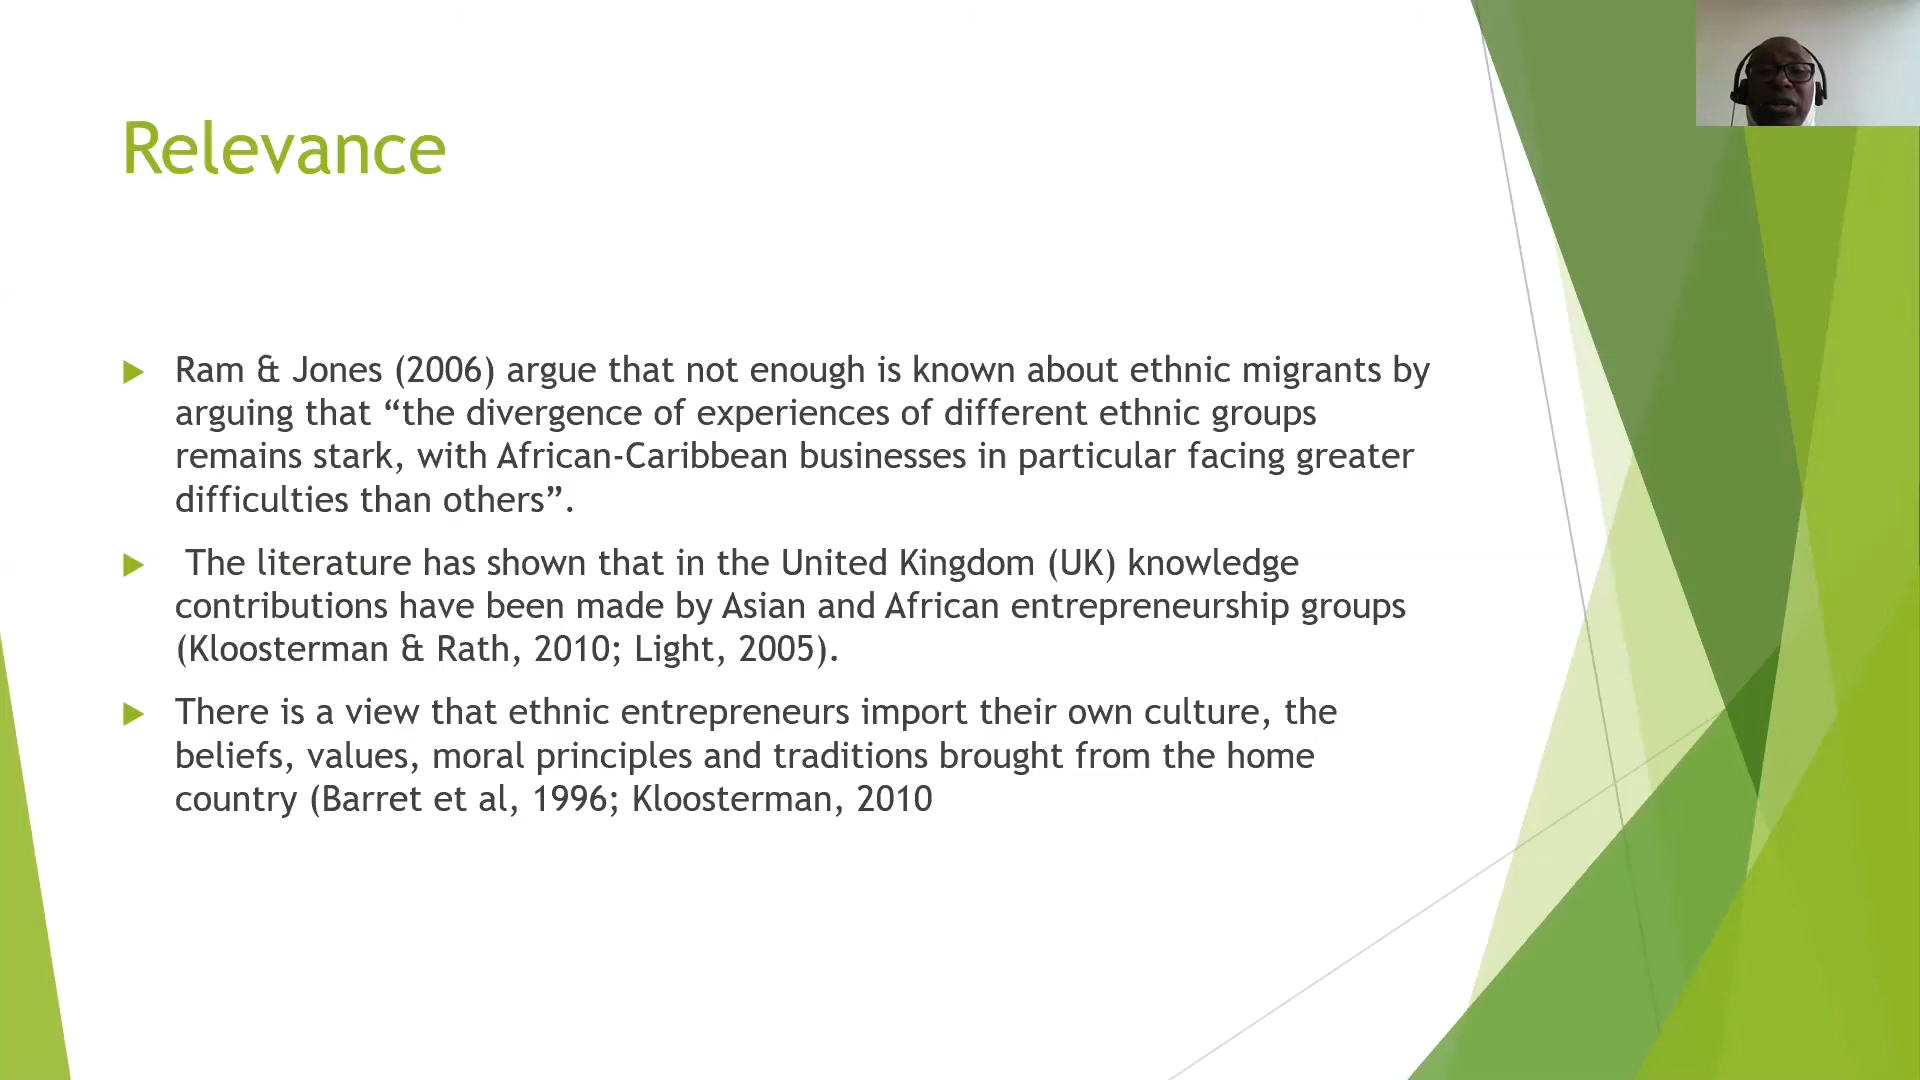 Relevance
Ram & Jones (2006) argue that not enough is known about ethnic migrants by
arguing that “the divergence of experiences of different ethnic groups
remains stark, with African-Caribbean businesses in particular facing greater
difficulties than others”.
The literature has shown that in the United Kingdom (UK) knowledge
contributions have been made by Asian and African entrepreneurship groups
(Kloosterman & Rath, 2010; Light, 2005).
There is a view that ethnic entrepreneurs import their own culture, the
beliefs, values, moral principles and traditions brought from the home
country (Barret et al, 1996; Kloosterman, 2010